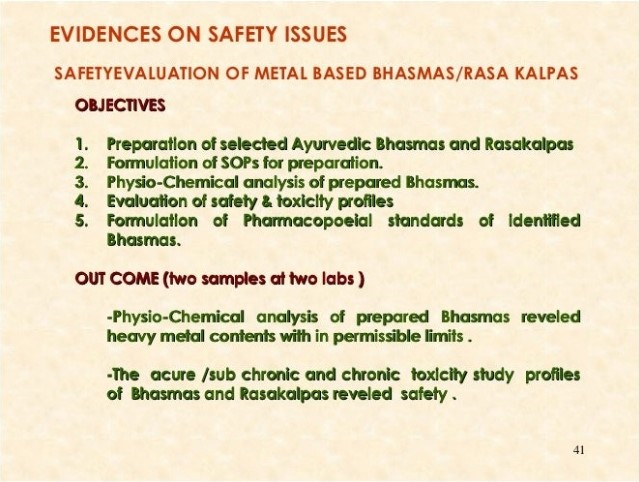 EVIDENCES ON SAFETY ISSUES
SAFETYEVALUATION OF METAL BASED BHASMAS/RASA KALPAS
OBJECTIVES
1. Preparation of selected Ayurvedic Bhasmas and Rasakalpas
2. Formulation of SOPs for preparation.
3. Physio-Chemical analysis of prepared Bhasmas.
4. Evaluation of safety & toxicity profiles
5. Formulation of Pharmacopoeial standards of identified
Bhasmas.
OUT COME (two samples at two labs )
-Physio-Chemical analysis of prepared Bhasmas reveled
heavy metal contents with in permissible limits .
-The acure /sub chronic and chronic toxicity study profiles
of Bhasmas and Rasakalpas reveled safety .
41